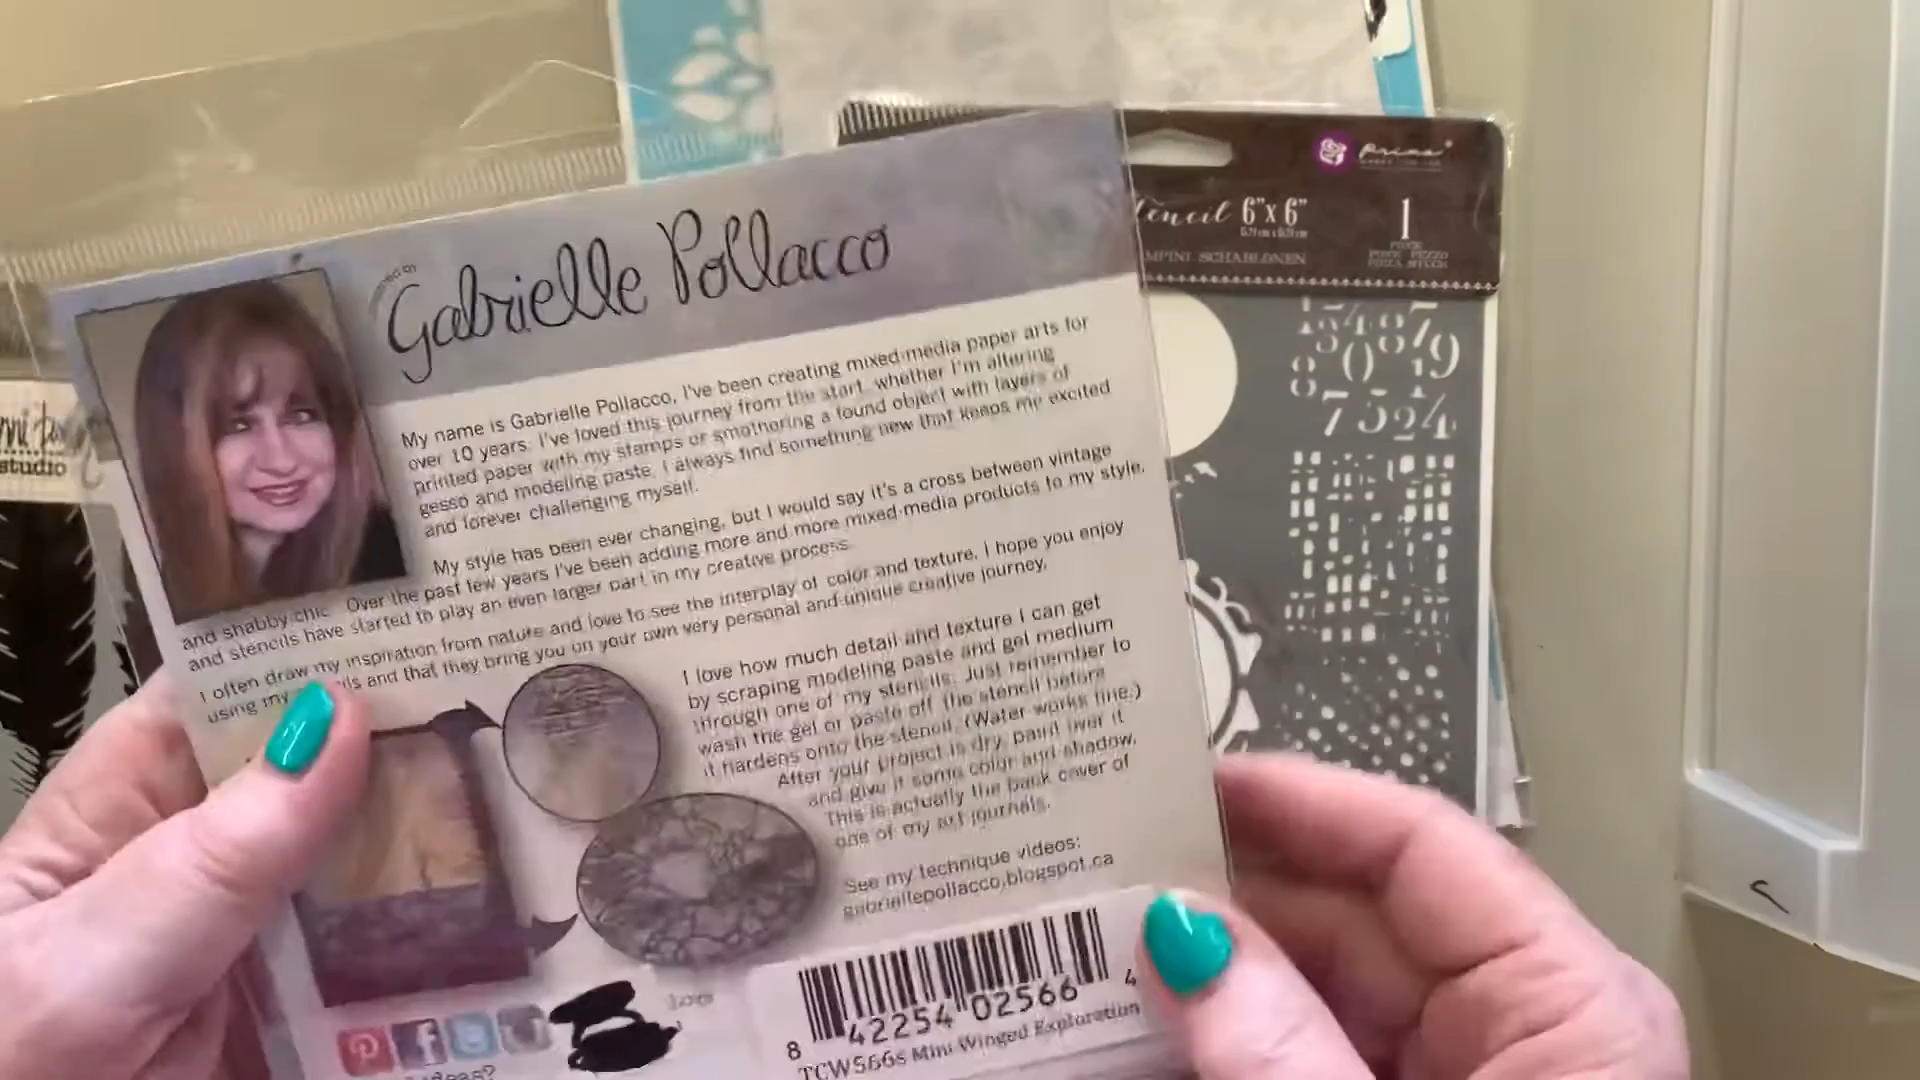 Gabrielle Pollacco
My name is Gabrielle Pollacco, I've been creating mixed-media paper arts for
over 10 years. I've loved this journey from the start, whether I'm altering
printed paper with my stamps or smothering a found object with layers of
gesso and modeling paste, I always find something new that keeps me excited
and forever challenging myself.
My style has been ever changing, but I would say it's a cross between vintage
and shabby chic. Over the past few years I've been adding more and more mixed-media products to my style,
and stencils have started to play an even larger part in my creative process.
I often draw my inspiration from nature and love to see the interplay of color and texture. I hope you enjoy
using my and that they bring you on your own very personal and unique creative journey.
I love how much detail and texture I can get
by scraping modeling paste and gel medium
through one of my stencils. Just remember to
wash the gel or paste off the stencil before
it hardens onto the stencil. (Water works fine.)
After your project is dry, paint over it
and give it some color and shadow.
This is actually the back cover of
one of my art journals.
See my technique videos:
gabriellepollacco.blogspot.ca
8 42254 02566 4
TCW566s Mini Winged Exploration
prima
6"x 6"
1
SCHABLONEN
studio